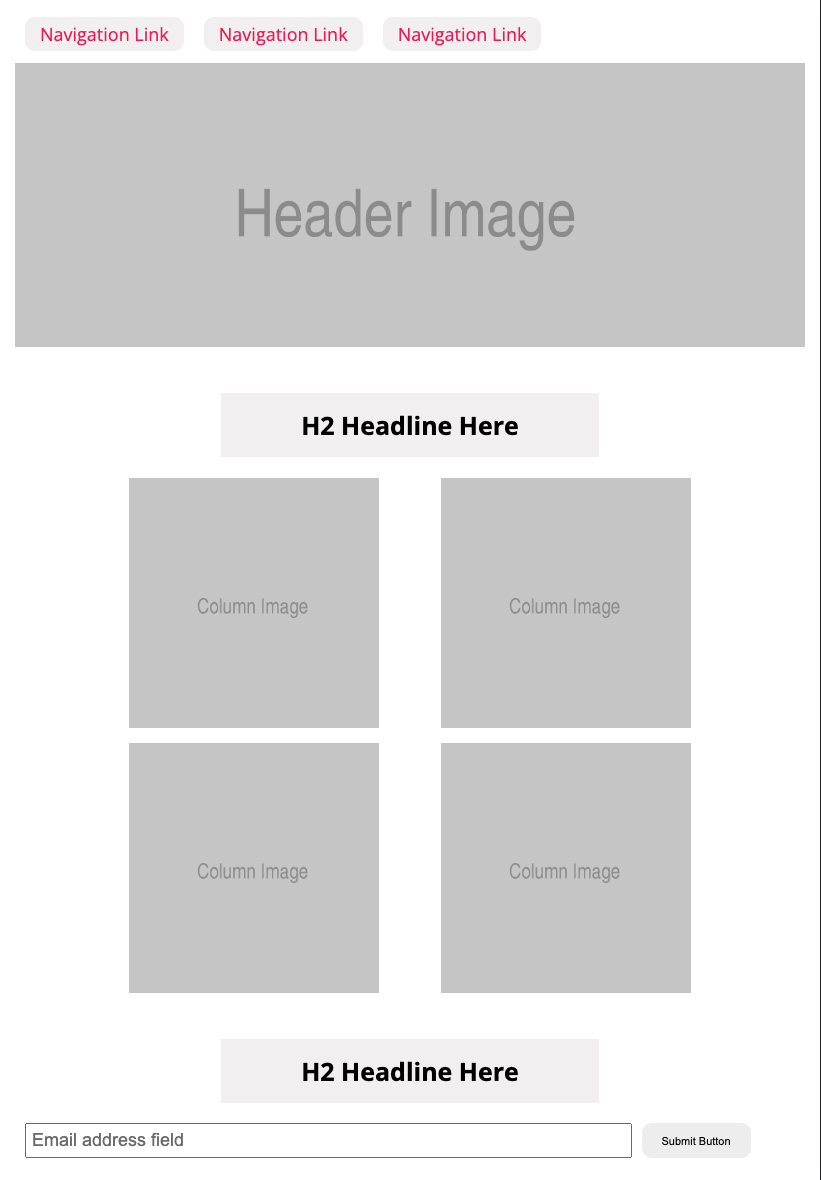 Navigation Link Navigation Link Navigation Link
Header Image
H2 Headline Here
Column Image Column Image
Column Image Column Image
H2 Headline Here
Email address field Submit Button